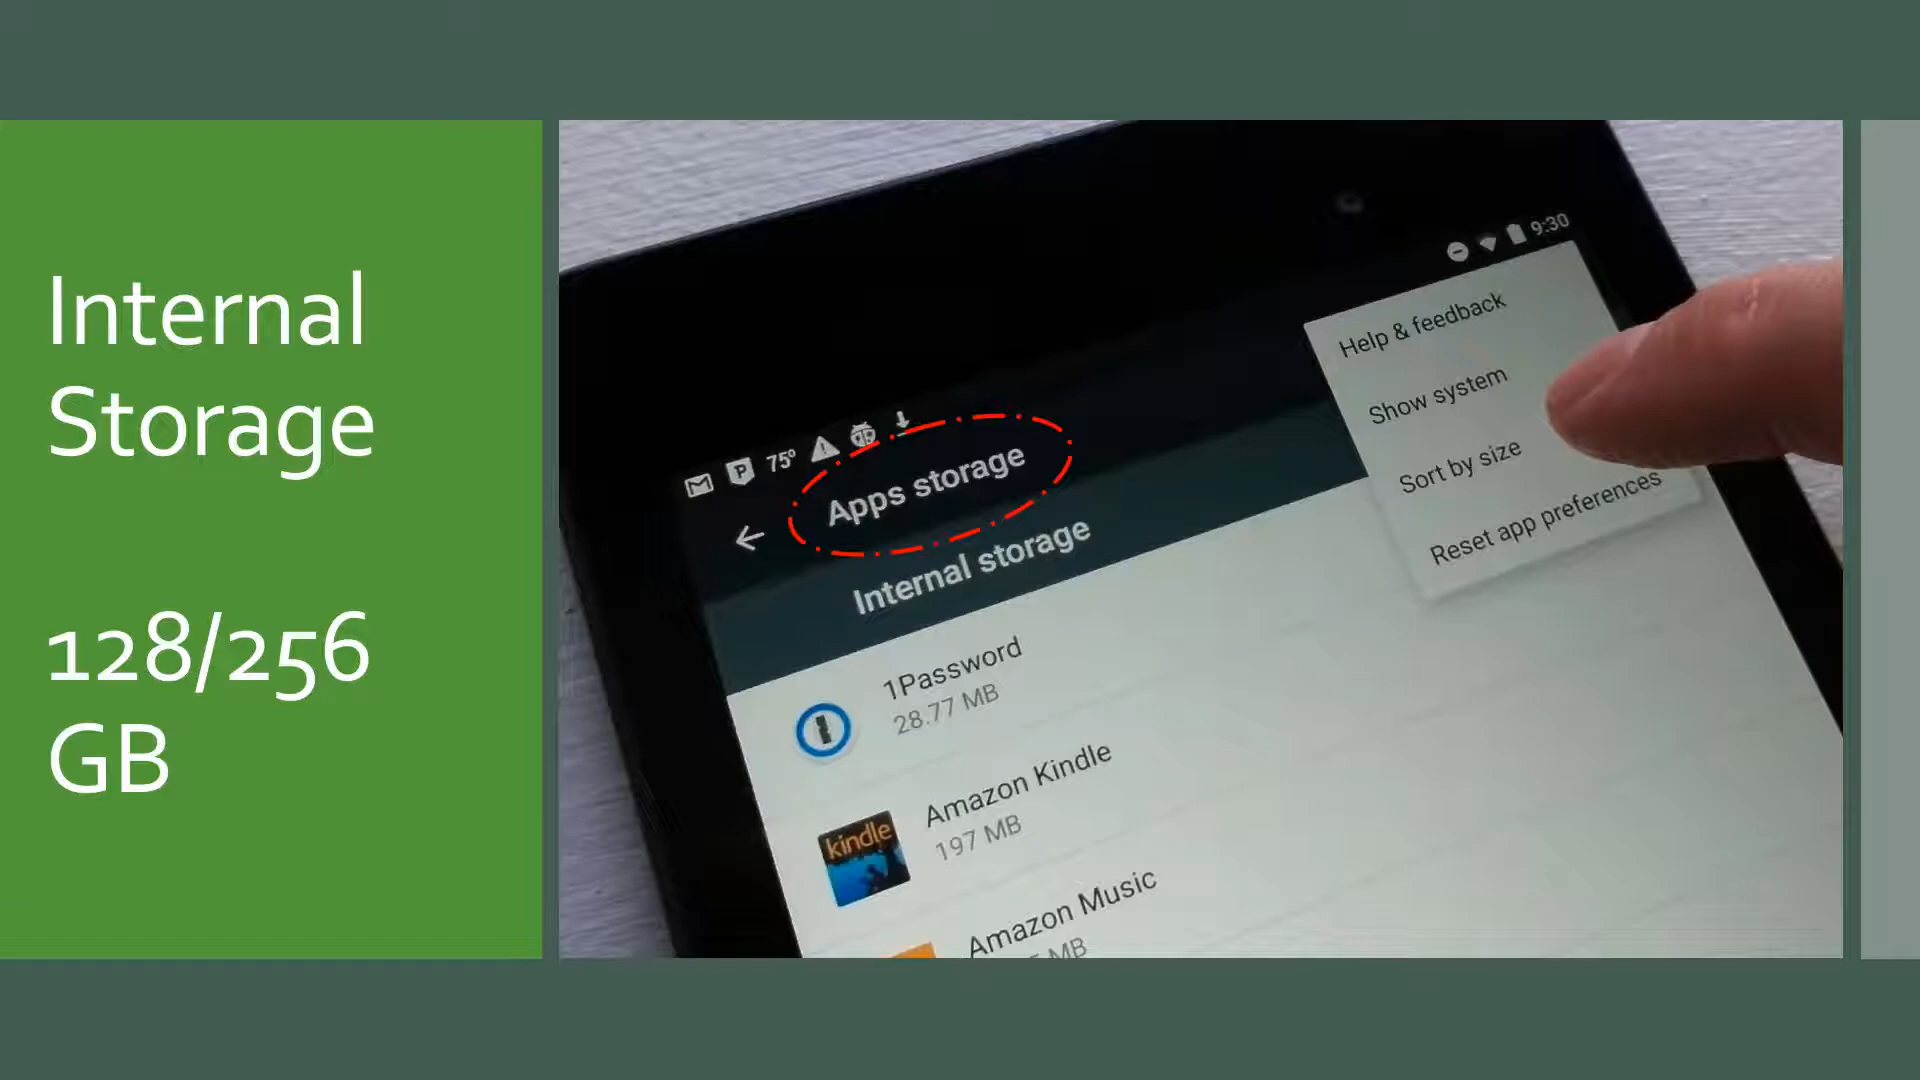 Internal
Storage
128/256
GB
P 75° 9:30
Apps storage
Internal storage
Help & feedback
Show system
Sort by size
Reset app preferences
1Password
28.77 MB
kindle
Amazon Kindle
197 MB
Amazon Music
MB